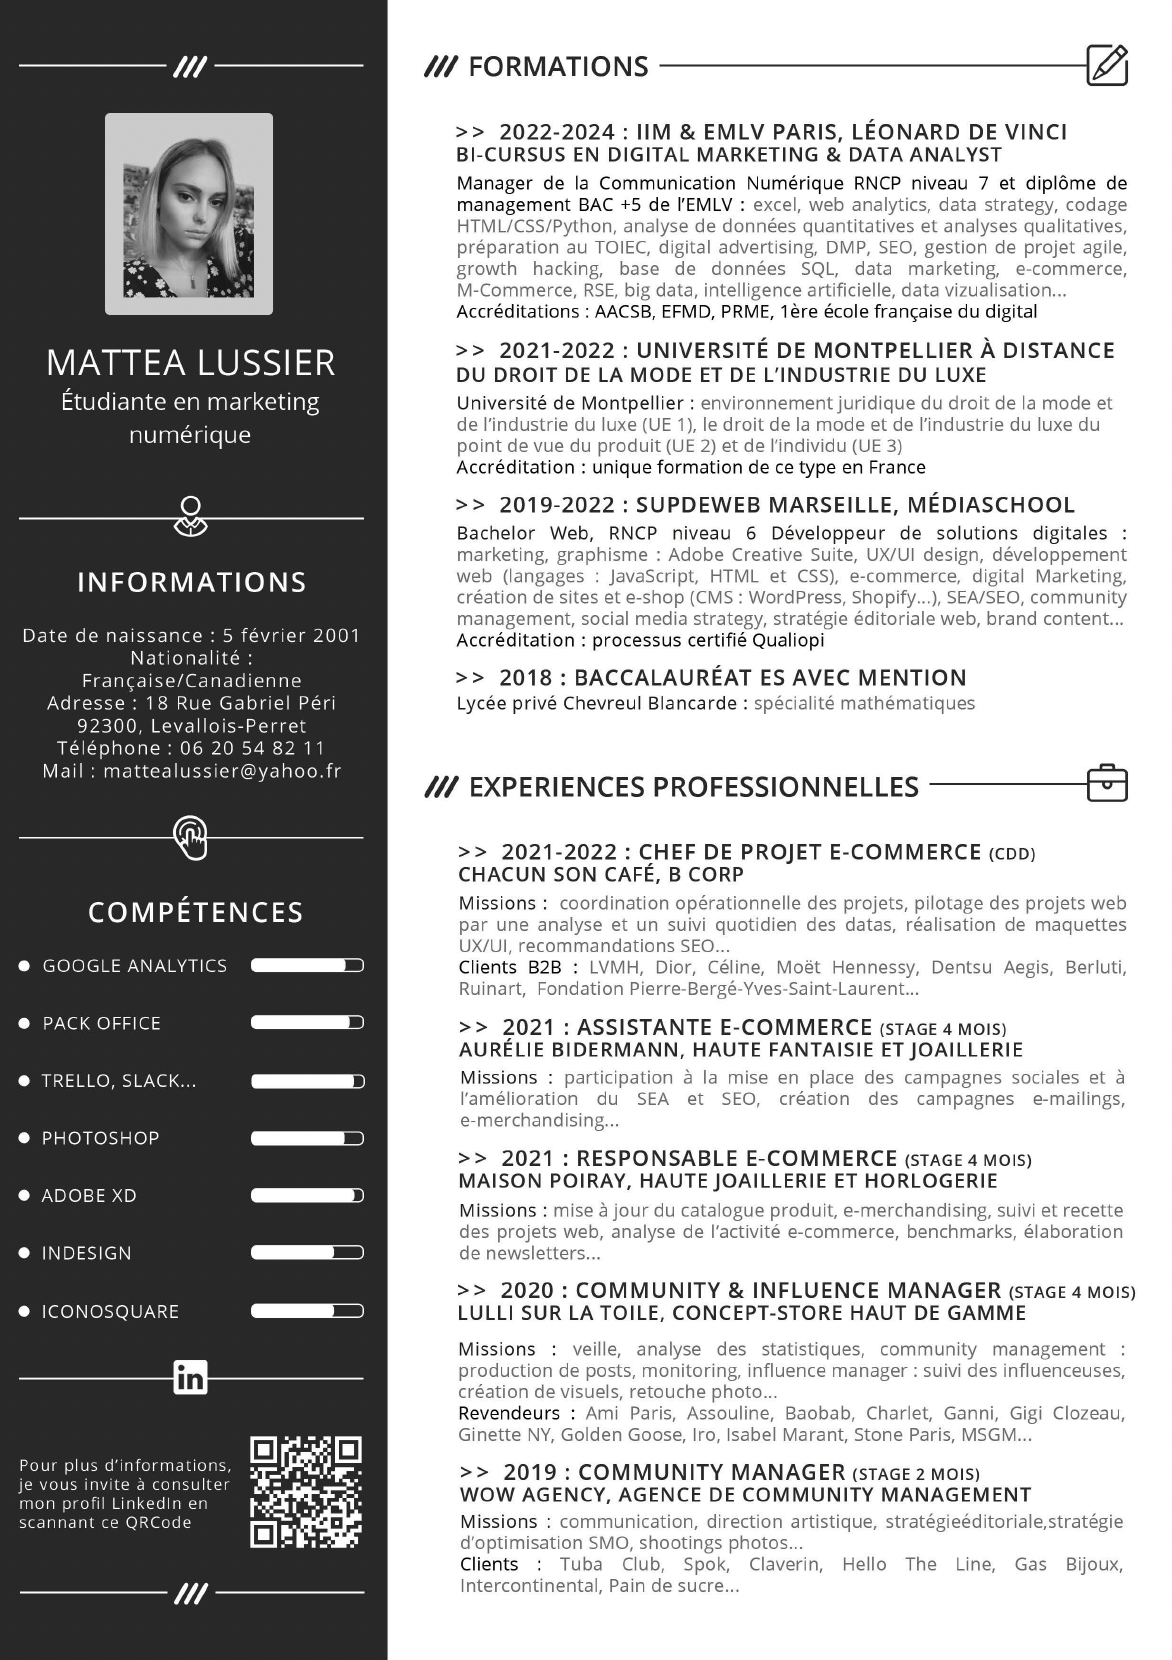 MATTEA LUSSIER
Étudiante en marketing
numérique
INFORMATIONS
Date de naissance : 5 février 2001
Nationalité :
Française/Canadienne
Adresse : 18 Rue Gabriel Péri
92300, Levallois-Perret
Téléphone : 06 20 54 82 11
Mail : mattealussier@yahoo.fr
COMPÉTENCES
GOOGLE ANALYTICS
PACK OFFICE
TRELLO, SLACK...
PHOTOSHOP
ADOBE XD
INDESIGN
ICONOSQUARE
in
Pour plus d'informations,
je vous invite à consulter
mon profil LinkedIn en
scannant ce QRCode
/// FORMATIONS
>> 2022-2024 : IIM & EMLV PARIS, LÉONARD DE VINCI
BI-CURSUS EN DIGITAL MARKETING & DATA ANALYST
Manager de la Communication Numérique RNCP niveau 7 et diplôme de
management BAC +5 de l'EMLV : excel, web analytics, data strategy, codage
HTML/CSS/Python, analyse de données quantitatives et analyses qualitatives,
préparation au TOIEC, digital advertising, DMP, SEO, gestion de projet agile,
growth hacking, base de données SQL, data marketing, e-commerce,
M-Commerce, RSE, big data, intelligence artificielle, data vizualisation...
Accréditations : AACSB, EFMD, PRME, 1ère école française du digital
>> 2021-2022 : UNIVERSITÉ DE MONTPELLIER À DISTANCE
DU DROIT DE LA MODE ET DE L'INDUSTRIE DU LUXE
Université de Montpellier : environnement juridique du droit de la mode et
de l'industrie du luxe (UE 1), le droit de la mode et de l'industrie du luxe du
point de vue du produit (UE 2) et de l'individu (UE 3)
Accréditation : unique formation de ce type en France
>> 2019-2022 : SUPDEWEB MARSEILLE, MÉDIASCHOOL
Bachelor Web, RNCP niveau 6 Développeur de solutions digitales :
marketing, graphisme : Adobe Creative Suite, UX/UI design, développement
web (langages : JavaScript, HTML et CSS), e-commerce, digital Marketing,
création de sites et e-shop (CMS : WordPress, Shopify...), SEA/SEO, community
management, social media strategy, stratégie éditoriale web, brand content...
Accréditation : processus certifié Qualiopi
>> 2018 : BACCALAURÉAT ES AVEC MENTION
Lycée privé Chevreul Blancarde : spécialité mathématiques
/// EXPERIENCES PROFESSIONNELLES
>> 2021-2022 : CHEF DE PROJET E-COMMERCE (CDD)
CHACUN SON CAFÉ, B CORP
Missions : coordination opérationnelle des projets, pilotage des projets web
par une analyse et un suivi quotidien des datas, réalisation de maquettes
UX/UI, recommandations SEO...
Clients B2B : LVMH, Dior, Céline, Moët Hennessy, Dentsu Aegis, Berluti,
Ruinart, Fondation Pierre-Bergé-Yves-Saint-Laurent...
>> 2021 : ASSISTANTE E-COMMERCE (STAGE 4 MOIS)
AURÉLIE BIDERMANN, HAUTE FANTAISIE ET JOAILLERIE
Missions : participation à la mise en place des campagnes sociales et à
l'amélioration du SEA et SEO, création des campagnes e-mailings,
e-merchandising...
>> 2021 : RESPONSABLE E-COMMERCE (STAGE 4 MOIS)
MAISON POIRAY, HAUTE JOAILLERIE ET HORLOGERIE
Missions : mise à jour du catalogue produit, e-merchandising, suivi et recette
des projets web, analyse de l'activité e-commerce, benchmarks, élaboration
de newsletters...
>> 2020 : COMMUNITY & INFLUENCE MANAGER (STAGE 4 MOIS)
LULLI SUR LA TOILE, CONCEPT-STORE HAUT DE GAMME
Missions : veille, analyse des statistiques, community management :
production de posts, monitoring, influence manager : suivi des influenceuses,
création de visuels, retouche photo...
Revendeurs : Ami Paris, Assouline, Baobab, Charlet, Ganni, Gigi Clozeau,
Ginette NY, Golden Goose, Iro, Isabel Marant, Stone Paris, MSGM...
>> 2019 : COMMUNITY MANAGER (STAGE 2 MOIS)
WOW AGENCY, AGENCE DE COMMUNITY MANAGEMENT
Missions : communication, direction artistique, stratégieéditoriale,stratégie
d'optimisation SMO, shootings photos...
Clients : Tuba Club, Spok, Claverin, Hello The Line, Gas Bijoux,
Intercontinental, Pain de sucre...